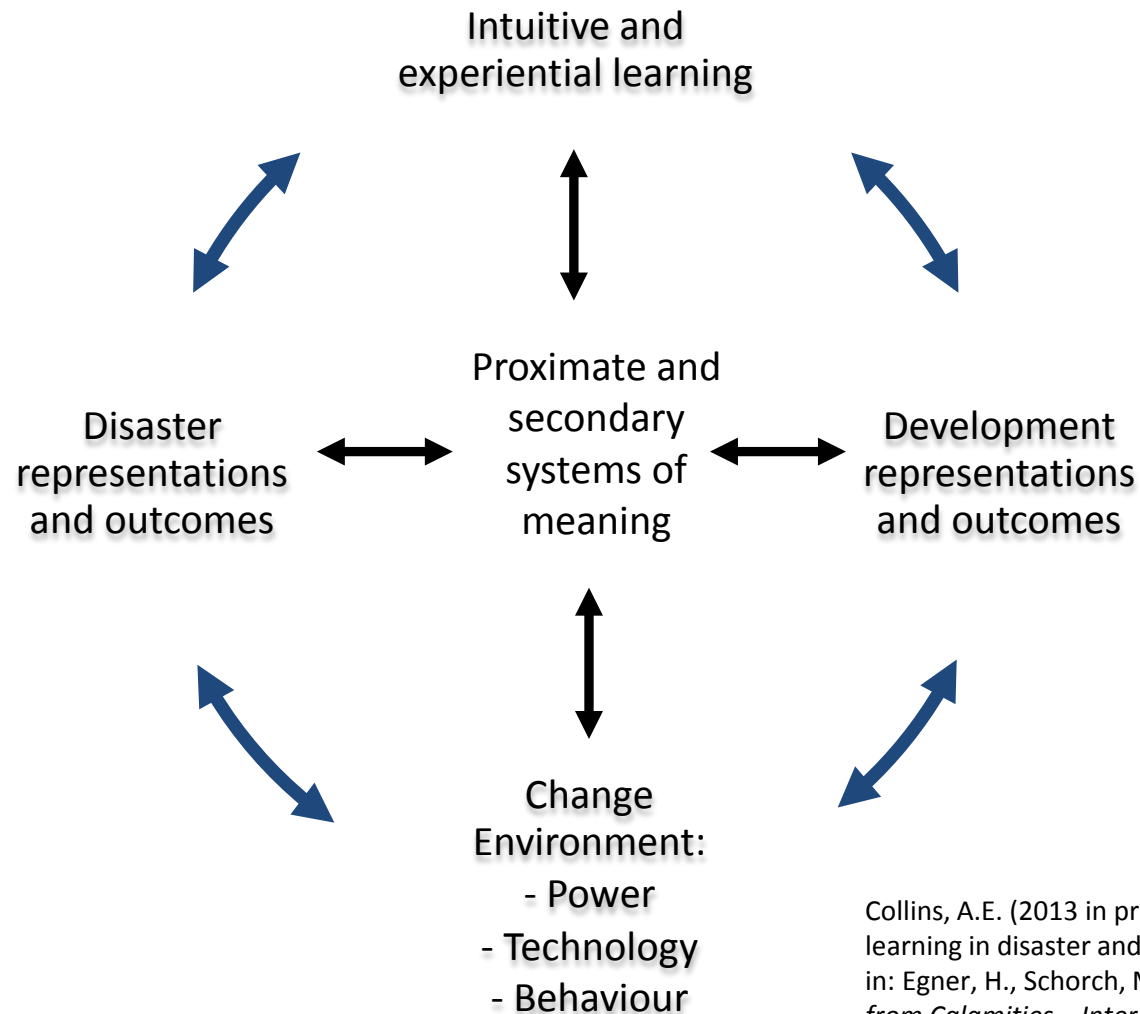 Intuitive and
experiential learning
Disaster
representations
and outcomes
Proximate and
secondary
systems of
meaning
Development
representations
and outcomes
Change
Environment:
- Power
- Technology
- Behaviour
Collins, A.E. (2013 in pr
learning in disaster and
in: Egner, H., Schorch,